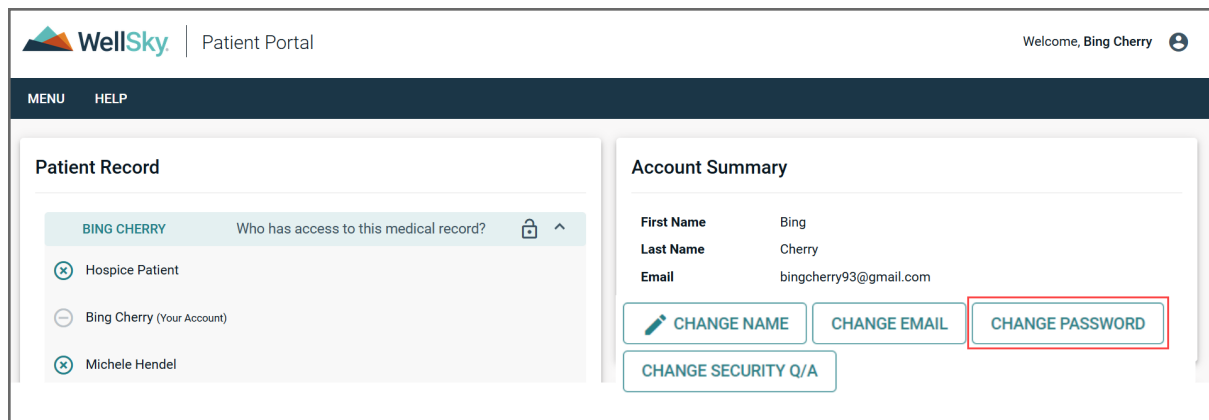 WellSky. Patient Portal
Welcome, Bing Cherry
MENU HELP
Patient Record
BING CHERRY Who has access to this medical record?
Hospice Patient
Bing Cherry (Your Account)
Michele Hendel
Account Summary
First Name Bing
Last Name Cherry
Email bingcherry93@gmail.com
CHANGE NAME CHANGE EMAIL CHANGE PASSWORD
CHANGE SECURITY Q/A